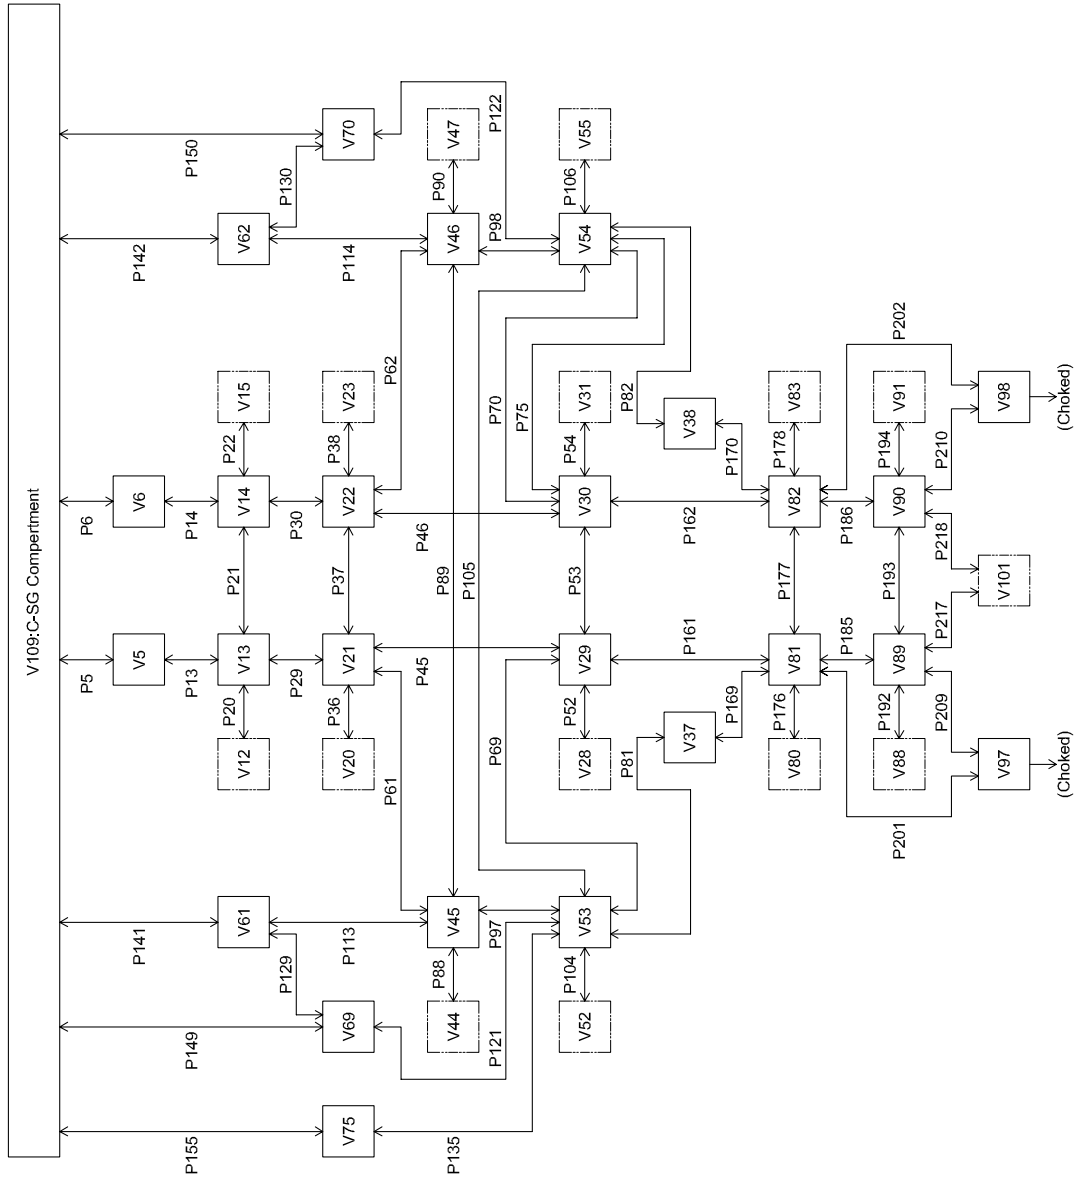 V109:C-SG Compertment
P150
V70
P122
V47
V55
P130
P90
P106
P142
V62
P114
V46
P98
V54
P62
P202
V15
V23
P70
P75
V31
P82
V83
V91
V98
(Choked)
P22
P38
P54
V38
P170
P178
P194
P210
P6
V6
P14
V14
P30
V22
P46
V30
P162
V82
P186
V90
P218
P21
P37
P89
P105
P53
P177
P193
V101
P5
V5
P13
V13
P29
V21
P45
V29
P161
V81
P185
V89
P217
P20
P36
P52
P169
P176
P192
P209
V12
V20
P61
P69
V28
P81
V37
V80
V88
V97
(Choked)
P201
P141
V61
P113
V45
P97
V53
P129
P88
P104
P149
V69
V44
P121
V52
P155
V75
P135